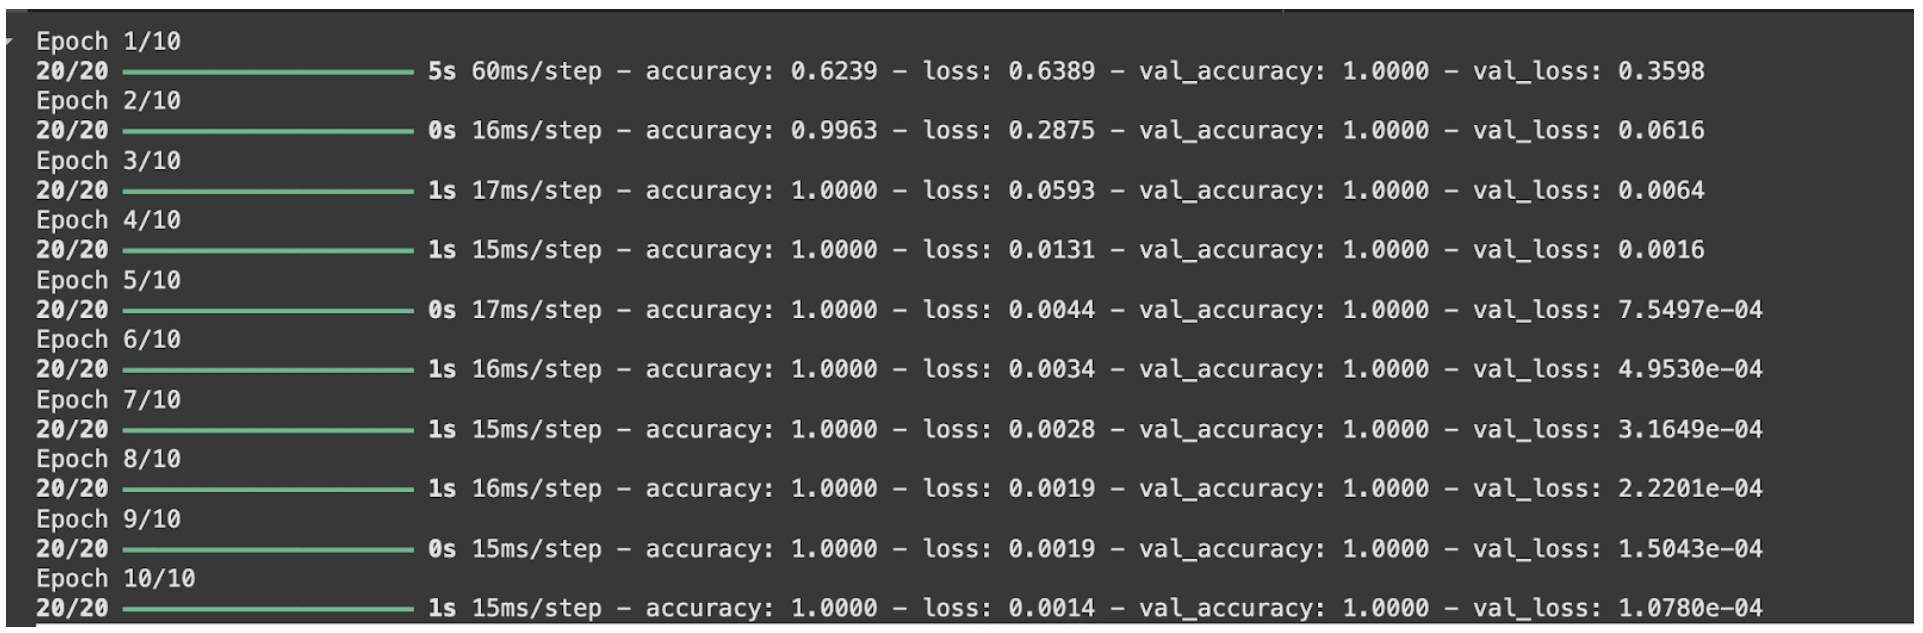 Epoch 1/10
20/20 ━━━━━━━━━━━━━━━━━━━━ 5s 60ms/step - accuracy: 0.6239 - loss: 0.6389 - val_accuracy: 1.0000 - val_loss: 0.3598
Epoch 2/10
20/20 ━━━━━━━━━━━━━━━━━━━━ 0s 16ms/step - accuracy: 0.9963 - loss: 0.2875 - val_accuracy: 1.0000 - val_loss: 0.0616
Epoch 3/10
20/20 ━━━━━━━━━━━━━━━━━━━━ 1s 17ms/step - accuracy: 1.0000 - loss: 0.0593 - val_accuracy: 1.0000 - val_loss: 0.0064
Epoch 4/10
20/20 ━━━━━━━━━━━━━━━━━━━━ 1s 15ms/step - accuracy: 1.0000 - loss: 0.0131 - val_accuracy: 1.0000 - val_loss: 0.0016
Epoch 5/10
20/20 ━━━━━━━━━━━━━━━━━━━━ 0s 17ms/step - accuracy: 1.0000 - loss: 0.0044 - val_accuracy: 1.0000 - val_loss: 7.5497e-04
Epoch 6/10
20/20 ━━━━━━━━━━━━━━━━━━━━ 1s 16ms/step - accuracy: 1.0000 - loss: 0.0034 - val_accuracy: 1.0000 - val_loss: 4.9530e-04
Epoch 7/10
20/20 ━━━━━━━━━━━━━━━━━━━━ 1s 15ms/step - accuracy: 1.0000 - loss: 0.0028 - val_accuracy: 1.0000 - val_loss: 3.1649e-04
Epoch 8/10
20/20 ━━━━━━━━━━━━━━━━━━━━ 1s 16ms/step - accuracy: 1.0000 - loss: 0.0019 - val_accuracy: 1.0000 - val_loss: 2.2201e-04
Epoch 9/10
20/20 ━━━━━━━━━━━━━━━━━━━━ 0s 15ms/step - accuracy: 1.0000 - loss: 0.0019 - val_accuracy: 1.0000 - val_loss: 1.5043e-04
Epoch 10/10
20/20 ━━━━━━━━━━━━━━━━━━━━ 1s 15ms/step - accuracy: 1.0000 - loss: 0.0014 - val_accuracy: 1.0000 - val_loss: 1.0780e-04